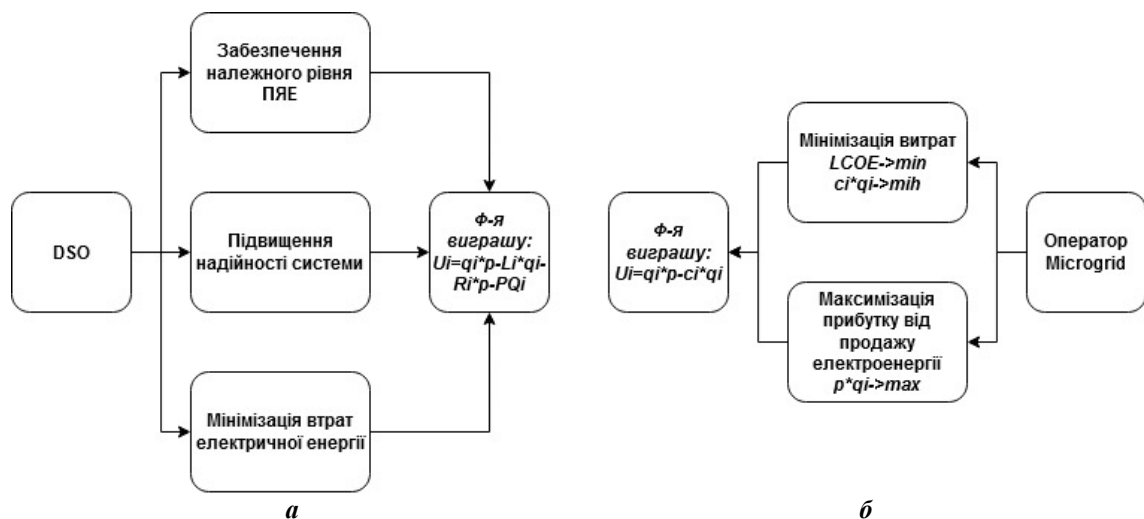 Забезпечення
належного рівня
ПЯЕ
DSO
Підвищення
надійності системи
Ф-я
виграшу:
Ui=qi*p-Li*qi-
Ri*p-PQi
Мінімізація втрат
електричної енергії
а
Мінімізація витрат
LCOE->min
ci*qi->mih
Ф-я
виграшу:
Ui=qi*p-ci*qi
Оператор
Microgrid
Максимізація
прибутку від
продажу
електроенергії
p*qi->max
б